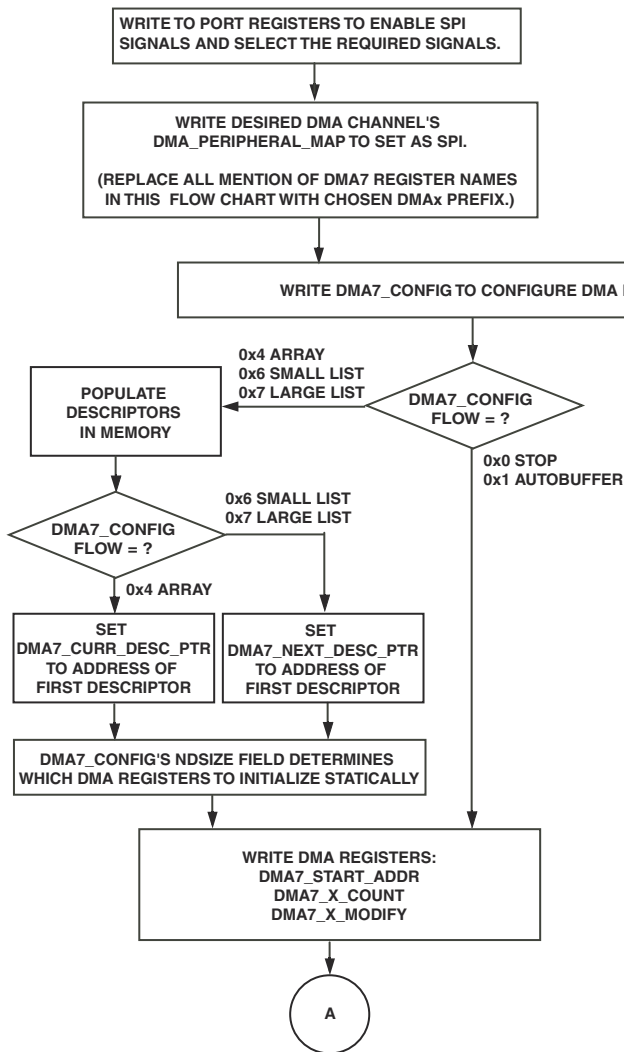 WRITE TO PORT REGISTERS TO ENABLE SPI
SIGNALS AND SELECT THE REQUIRED SIGNALS.
WRITE DESIRED DMA CHANNEL'S
DMA_PERIPHERAL_MAP TO SET AS SPI.
(REPLACE ALL MENTION OF DMA7 REGISTER NAMES
IN THIS FLOW CHART WITH CHOSEN DMAx PREFIX.)
WRITE DMA7_CONFIG TO CONFIGURE DMA
0x4 ARRAY
0x6 SMALL LIST
0x7 LARGE LIST
POPULATE
DESCRIPTORS
IN MEMORY
DMA7_CONFIG
FLOW = ?
0x0 STOP
0x1 AUTOBUFFER
0x6 SMALL LIST
0x7 LARGE LIST
DMA7_CONFIG
FLOW = ?
0x4 ARRAY
SET
DMA7_CURR_DESC_PTR
TO ADDRESS OF
FIRST DESCRIPTOR
SET
DMA7_NEXT_DESC_PTR
TO ADDRESS OF
FIRST DESCRIPTOR
DMA7_CONFIG'S NDSIZE FIELD DETERMINES
WHICH DMA REGISTERS TO INITIALIZE STATICALLY
WRITE DMA REGISTERS:
DMA7_START_ADDR
DMA7_X_COUNT
DMA7_X_MODIFY
A